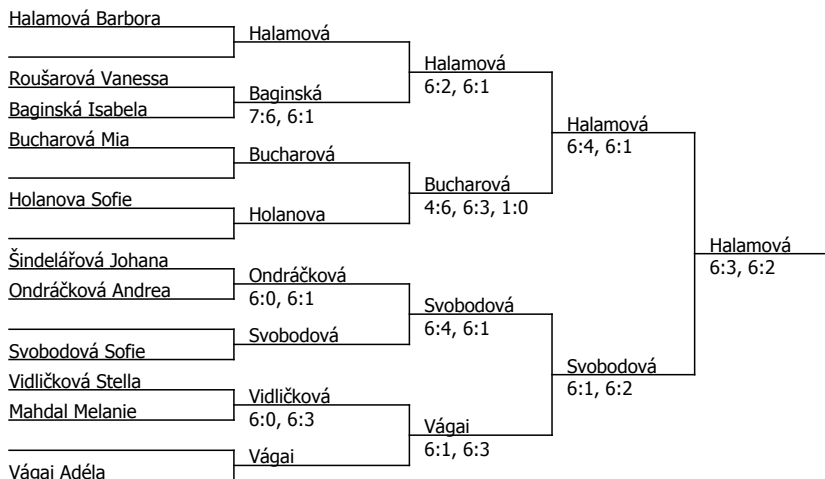 Halamová Barbora
Halamová
Roušarová Vanessa
Baginská Isabela
Baginská
7:6, 6:1
Halamová
6:2, 6:1
Bucharová Mia
Bucharová
Holanova Sofie
Holanova
Bucharová
4:6, 6:3, 1:0
Halamová
6:4, 6:1
Šindelářová Johana
Ondráčková Andrea
Ondráčková
6:0, 6:1
Svobodová Sofie
Svobodová
Svobodová
6:4, 6:1
Vidličková Stella
Mahdal Melanie
Vidličková
6:0, 6:3
Vágai Adéla
Vágai
Vágai
6:1, 6:3
Svobodová
6:1, 6:2
Halamová
6:3, 6:2